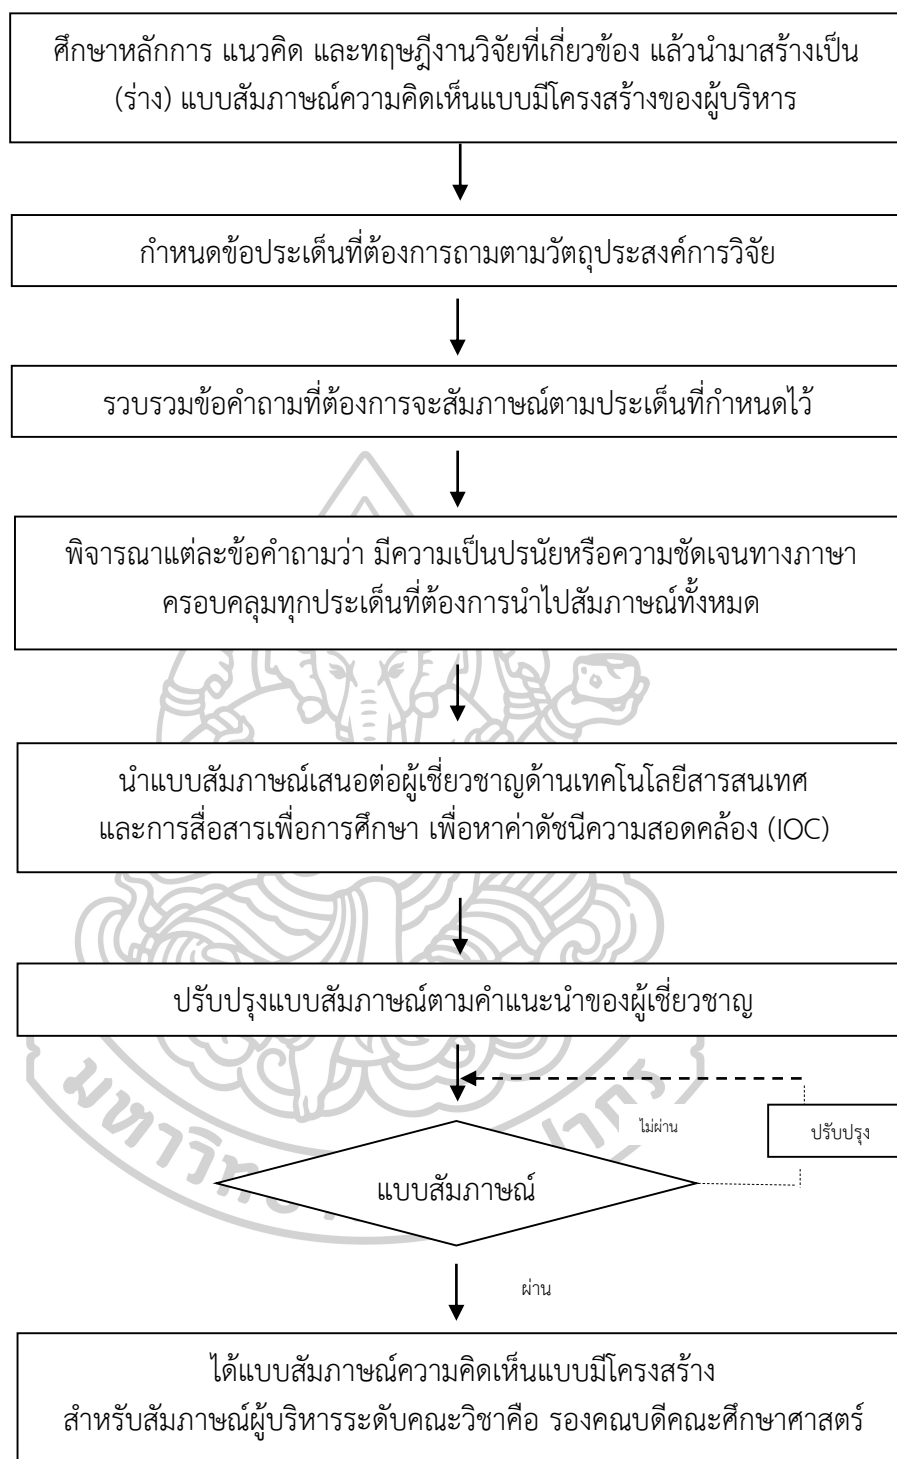 ศึกษาหลักการ แนวคิด และทฤษฎีงานวิจัยที่เกี่ยวข้อง แล้วนำมาสร้างเป็น
(ร่าง) แบบสัมภาษณ์ความคิดเห็นแบบมีโครงสร้างของผู้บริหาร
กำหนดข้อประเด็นที่ต้องการถามตามวัตถุประสงค์การวิจัย
รวบรวมข้อคำถามที่ต้องการจะสัมภาษณ์ตามประเด็นที่กำหนดไว้
พิจารณาแต่ละข้อคำถามว่า มีความเป็นปรนัยหรือความชัดเจนทางภาษา
ครอบคลุมทุกประเด็นที่ต้องการนำไปสัมภาษณ์ทั้งหมด
นำแบบสัมภาษณ์เสนอต่อผู้เชี่ยวชาญด้านเทคโนโลยีสารสนเทศ
และการสื่อสารเพื่อการศึกษา เพื่อหาค่าดัชนีความสอดคล้อง (IOC)
ปรับปรุงแบบสัมภาษณ์ตามคำแนะนำของผู้เชี่ยวชาญ
ไม่ผ่าน
ปรับปรุง
แบบสัมภาษณ์
ผ่าน
ได้แบบสัมภาษณ์ความคิดเห็นแบบมีโครงสร้าง
สำหรับสัมภาษณ์ผู้บริหารระดับคณะวิชาคือ รองคณบดีคณะศึกษาศาสตร์